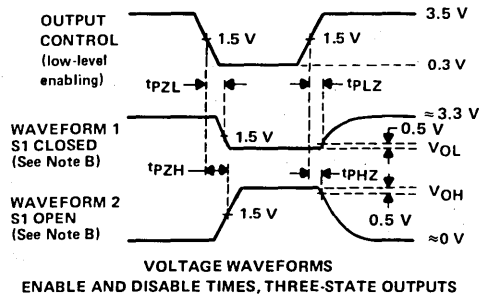 OUTPUT
CONTROL
(low-level
enabling)
1.5 V
1.5 V
3.5 V
0.3 V
tPZL
tPLZ
WAVEFORM 1
S1 CLOSED
(See Note B)
1.5 V
≈3.3 V
0.5 V
VOL
tPZH
tPHZ
WAVEFORM 2
S1 OPEN
(See Note B)
1.5 V
VOH
0.5 V
≈0 V
VOLTAGE WAVEFORMS
ENABLE AND DISABLE TIMES, THREE-STATE OUTPUTS